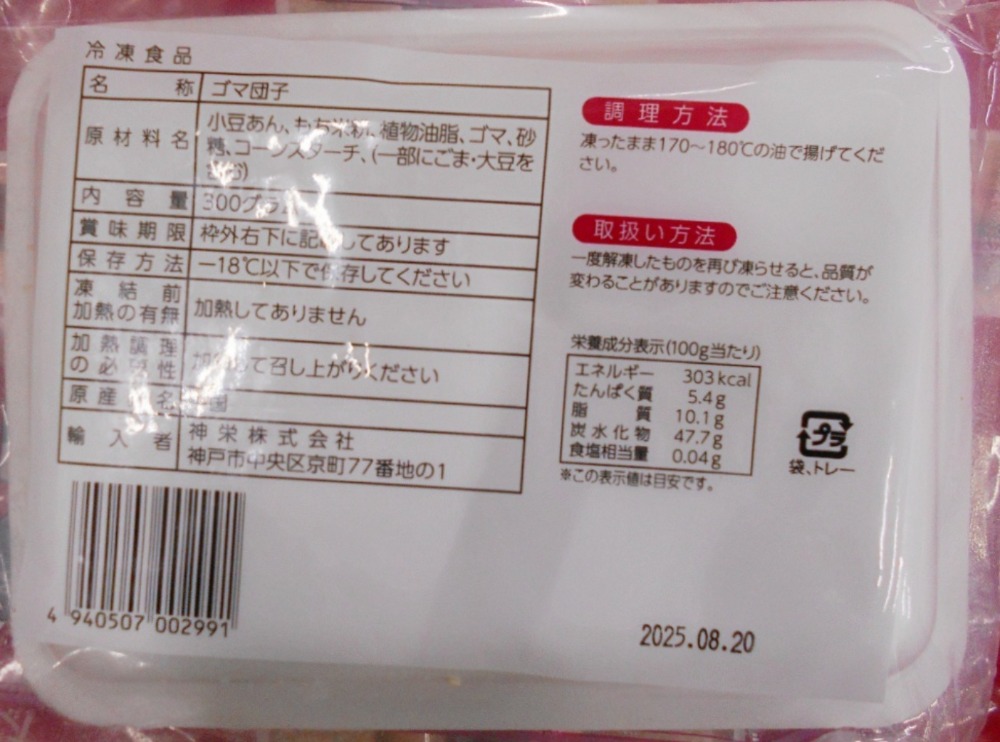 冷凍食品
名称 ゴマ団子
原材料名 小豆あん、もち米粉、植物油脂、ゴマ、砂
糖、コーンスターチ、(一部にごま・大豆を
含む)
内容量 300グラム
賞味期限 枠外右下に記載してあります
保存方法 −18℃以下で保存してください
凍結前
加熱の有無 加熱してありません
加熱調理
の必要性 加熱して召し上がりください
原産国名
輸入者 神栄株式会社
神戸市中央区京町77番地の1
4 940507 002991
調理方法
凍ったまま170〜180℃の油で揚げてくだ
さい。
取扱い方法
一度解凍したものを再び凍らせると、品質が
変わることがありますのでご注意ください。
栄養成分表示(100g当たり)
エネルギー 303kcal
たんぱく質 5.4g
脂質 10.1g
炭水化物 47.7g
食塩相当量 0.04g
※この表示値は目安です。
プラ
袋、トレー
2025.08.20